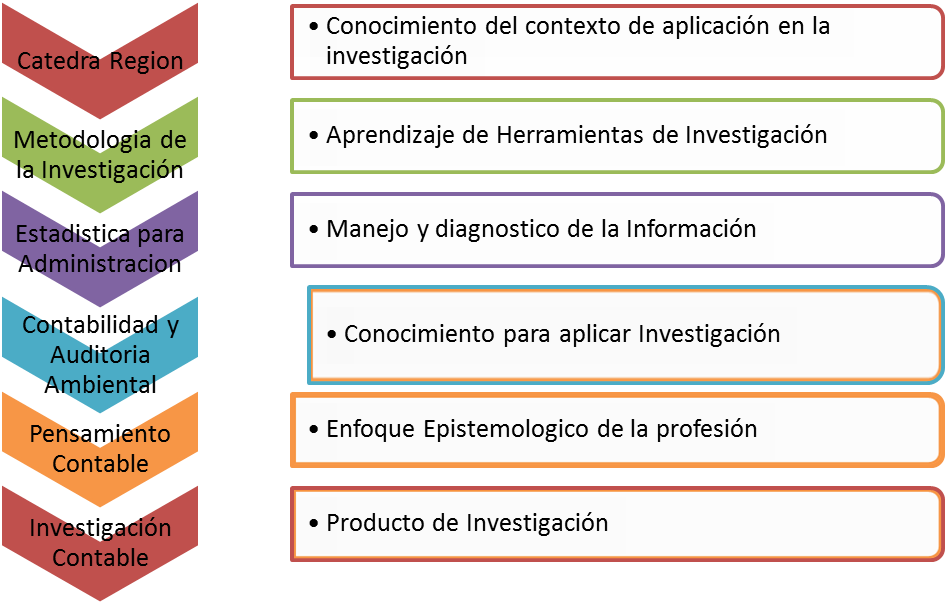 Catedra Region
• Conocimiento del contexto de aplicación en la
investigación
Metodologia de
la Investigación
• Aprendizaje de Herramientas de Investigación
Estadistica para
Administracion
• Manejo y diagnostico de la Información
Contabilidad y
Auditoria
Ambiental
• Conocimiento para aplicar Investigación
Pensamiento
Contable
• Enfoque Epistemologico de la profesión
Investigación
Contable
• Producto de Investigación